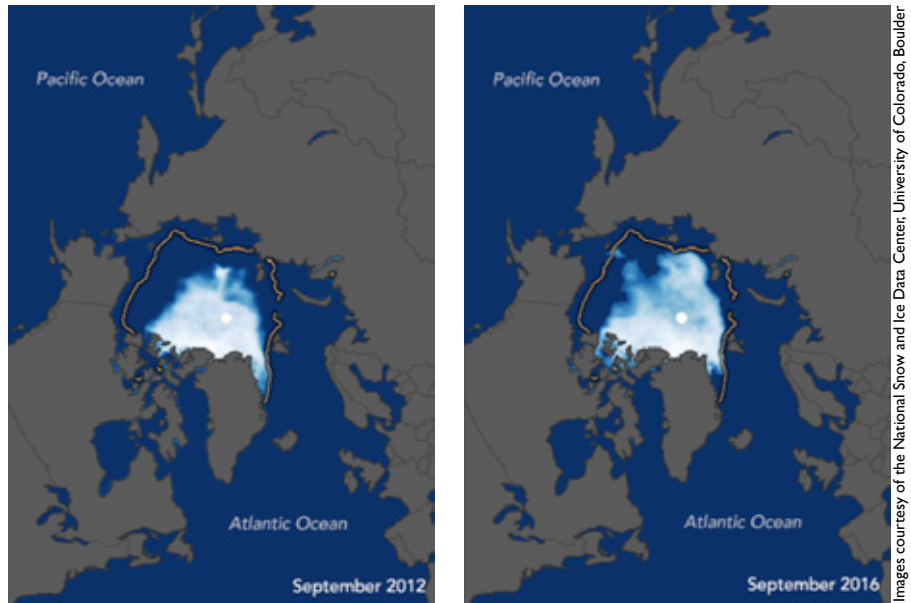 Pacific Ocean
Atlantic Ocean
September 2012
Pacific Ocean
Atlantic Ocean
September 2016
Images courtesy of the National Snow and Ice Data Center, University of Colorado, Boulder